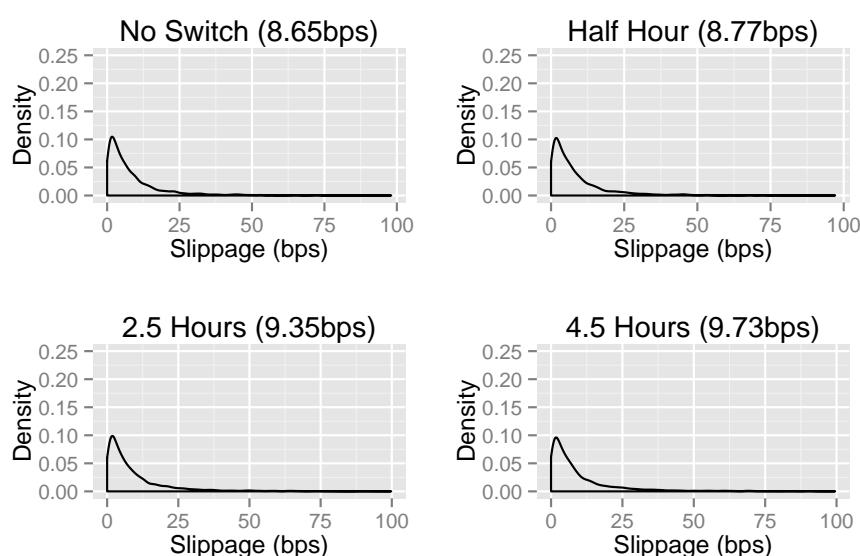 No Switch (8.65bps)
0.25
0.20
0.15
0.10
0.05
0.00
Density
0 25 50 75 100
Slippage (bps)
Half Hour (8.77bps)
0.25
0.20
0.15
0.10
0.05
0.00
Density
0 25 50 75 100
Slippage (bps)
2.5 Hours (9.35bps)
0.25
0.20
0.15
0.10
0.05
0.00
Density
0 25 50 75 100
Slippage (bps)
4.5 Hours (9.73bps)
0.25
0.20
0.15
0.10
0.05
0.00
Density
0 25 50 75 100
Slippage (bps)